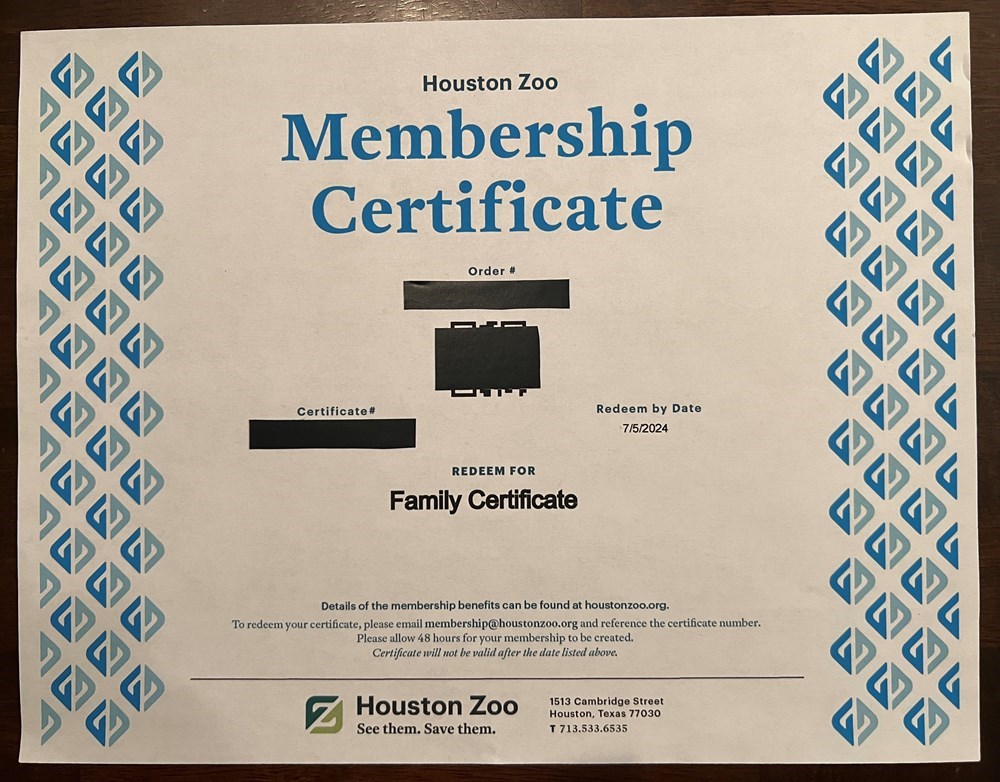 Houston Zoo
Membership
Certificate
Order #
Certificate#
Redeem by Date
7/5/2024
REDEEM FOR
Family Certificate
Details of the membership benefits can be found at houstonzoo.org.
To redeem your certificate, please email membership@houstonzoo.org and reference the certificate number.
Please allow 48 hours for your membership to be created.
Certificate will not be valid after the date listed above.
Houston Zoo
See them. Save them.
1513 Cambridge Street
Houston, Texas 77030
T 713.533.6535